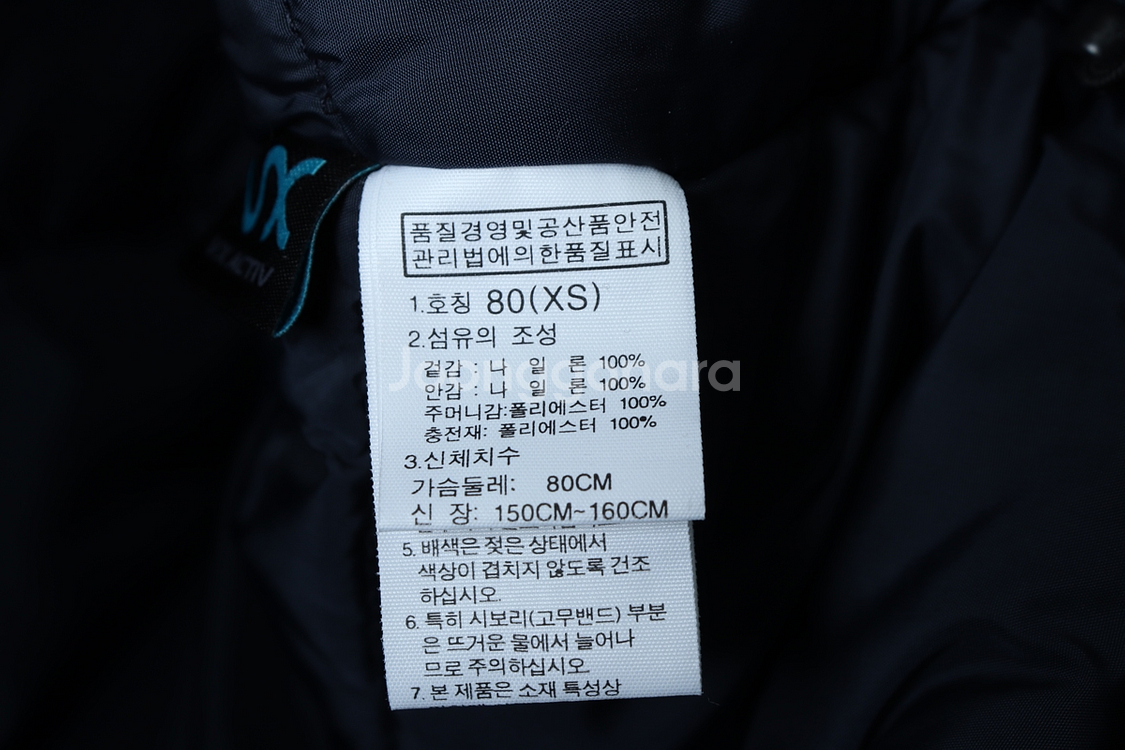 품질경영및공산품안전
관리법에의한품질표시
1.호칭 80(XS)
2.섬유의 조성
겉감 : 나 일 론 100%
안감 : 나 일 론 100%
주머니감:폴리에스터 100%
충전재: 폴리에스터 100%
3.신체치수
가슴둘레: 80CM
신 장: 150CM~160CM
5. 배색은 젖은 상태에서
색상이 겹치지 않도록 건조
하십시오.
6. 특히 시보리(고무밴드) 부분
은 뜨거운 물에서 늘어나
므로 주의하십시오.
7. 본 제품은 소재 특성상
Joonggonara